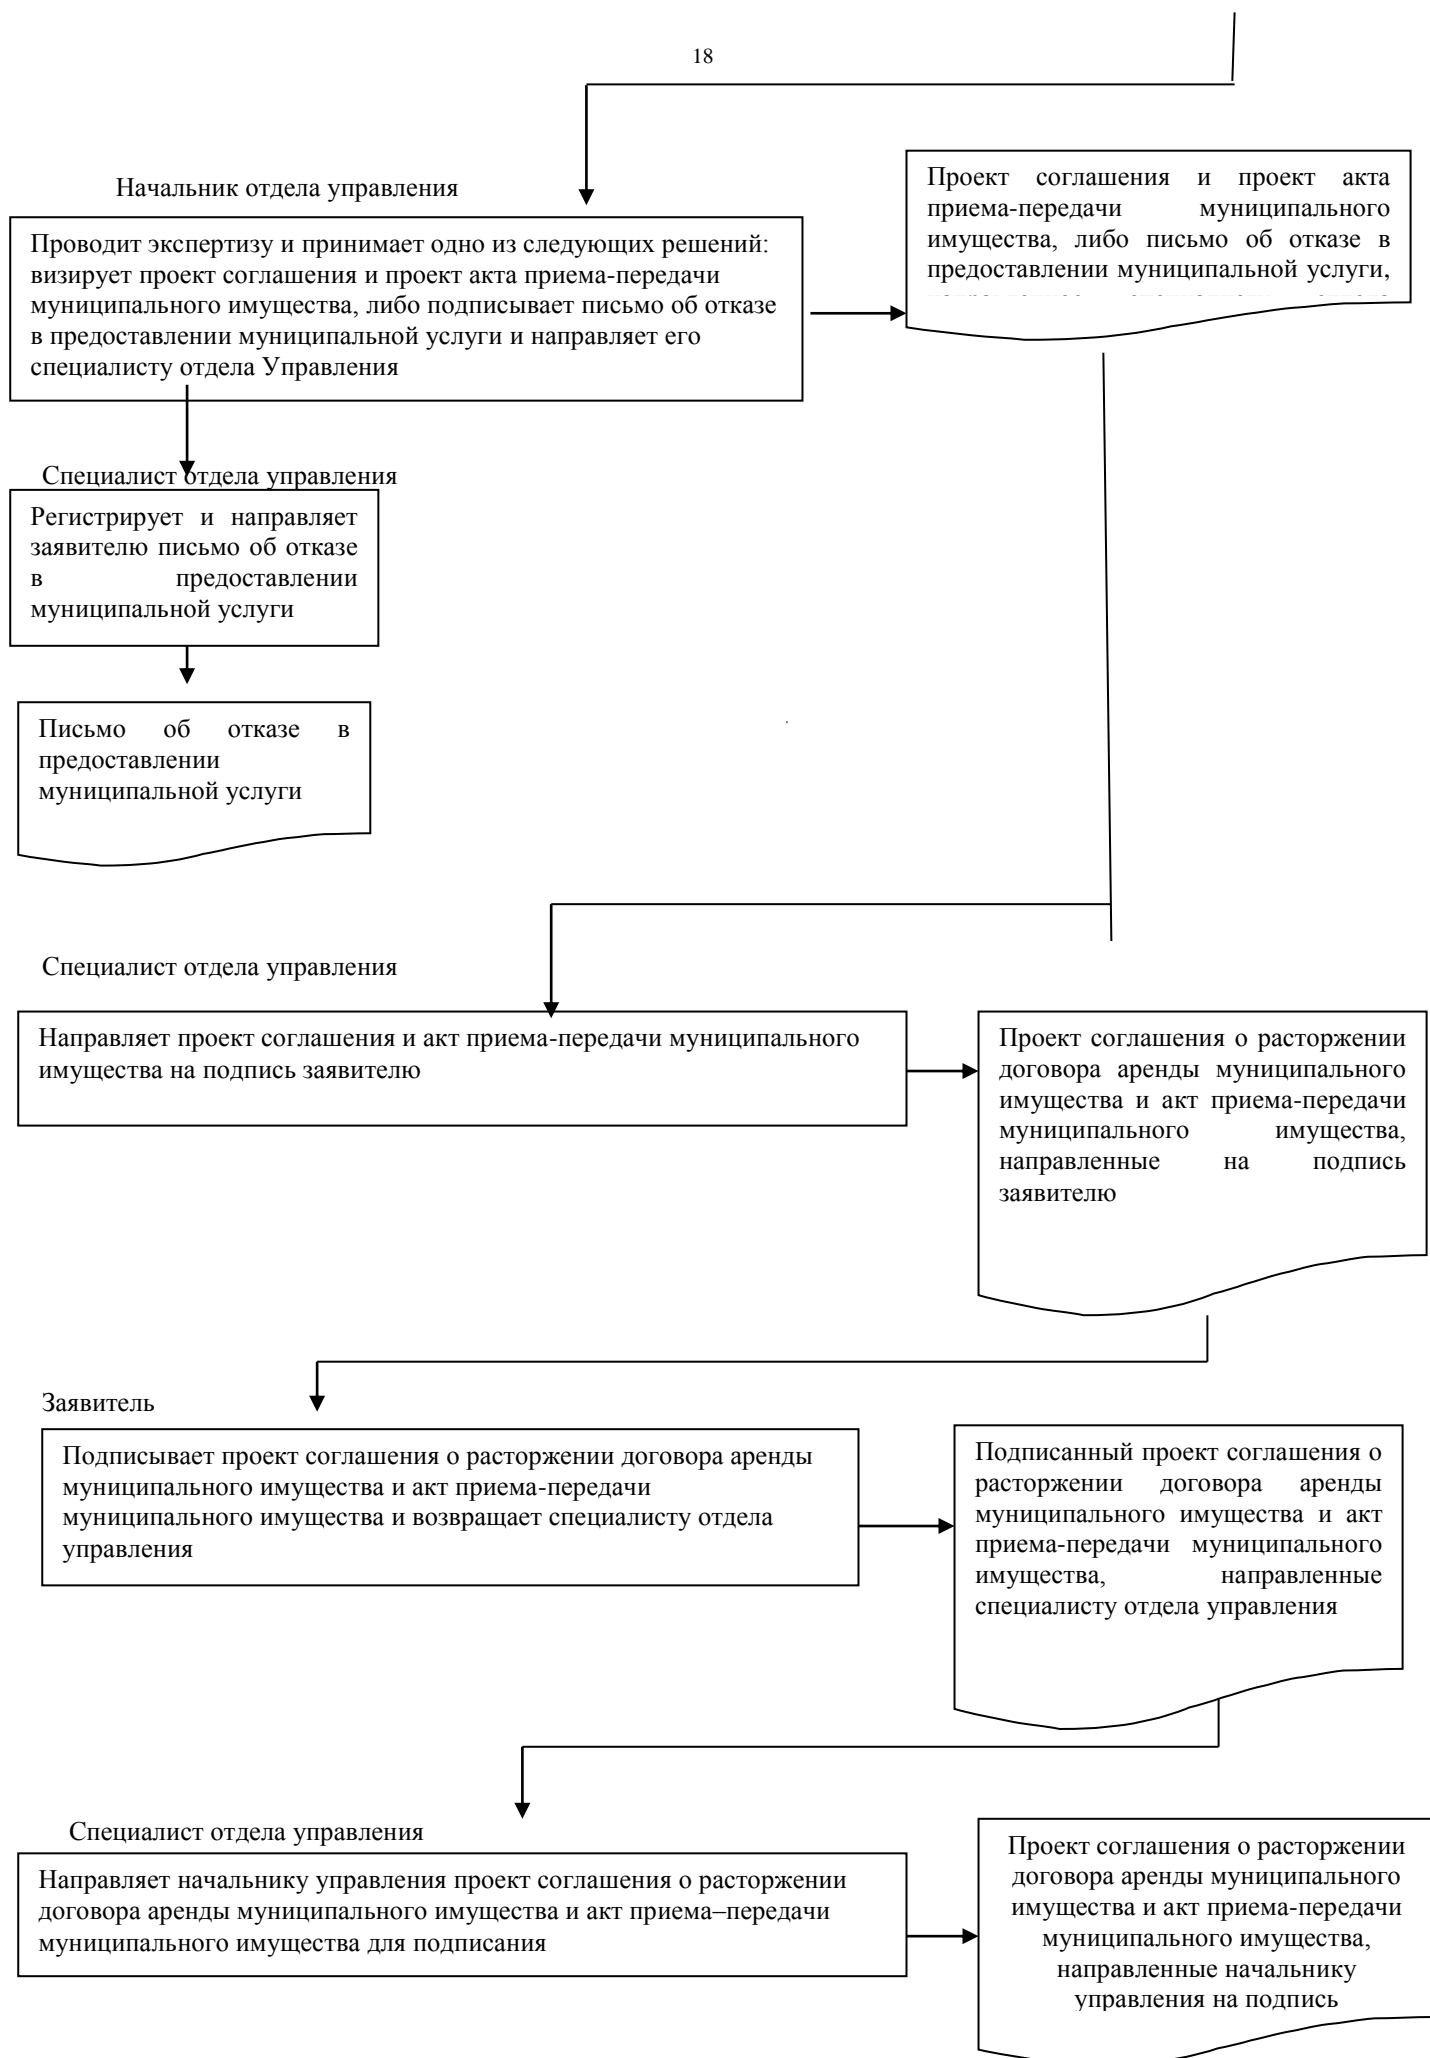 18
Начальник отдела управления
Проводит экспертизу и принимает одно из следующих решений:
визирует проект соглашения и проект акта приема-передачи
муниципального имущества, либо подписывает письмо об отказе
в предоставлении муниципальной услуги и направляет его
специалисту отдела Управления
Проект соглашения и проект акта
приема-передачи муниципального
имущества, либо письмо об отказе в
предоставлении муниципальной услуги,
Специалист отдела управления
Регистрирует и направляет
заявителю письмо об отказе
в предоставлении
муниципальной услуги
Письмо об отказе в
предоставлении
муниципальной услуги
Специалист отдела управления
Направляет проект соглашения и акт приема-передачи муниципального
имущества на подпись заявителю
Проект соглашения о расторжении
договора аренды муниципального
имущества и акт приема-передачи
муниципального имущества,
направленные на подпись
заявителю
Заявитель
Подписывает проект соглашения о расторжении договора аренды
муниципального имущества и акт приема-передачи
муниципального имущества и возвращает специалисту отдела
управления
Подписанный проект соглашения о
расторжении договора аренды
муниципального имущества и акт
приема-передачи муниципального
имущества, направленные
специалисту отдела управления
Специалист отдела управления
Направляет начальнику управления проект соглашения о расторжении
договора аренды муниципального имущества и акт приема–передачи
муниципального имущества для подписания
Проект соглашения о расторжении
договора аренды муниципального
имущества и акт приема-передачи
муниципального имущества,
направленные начальнику
управления на подпись